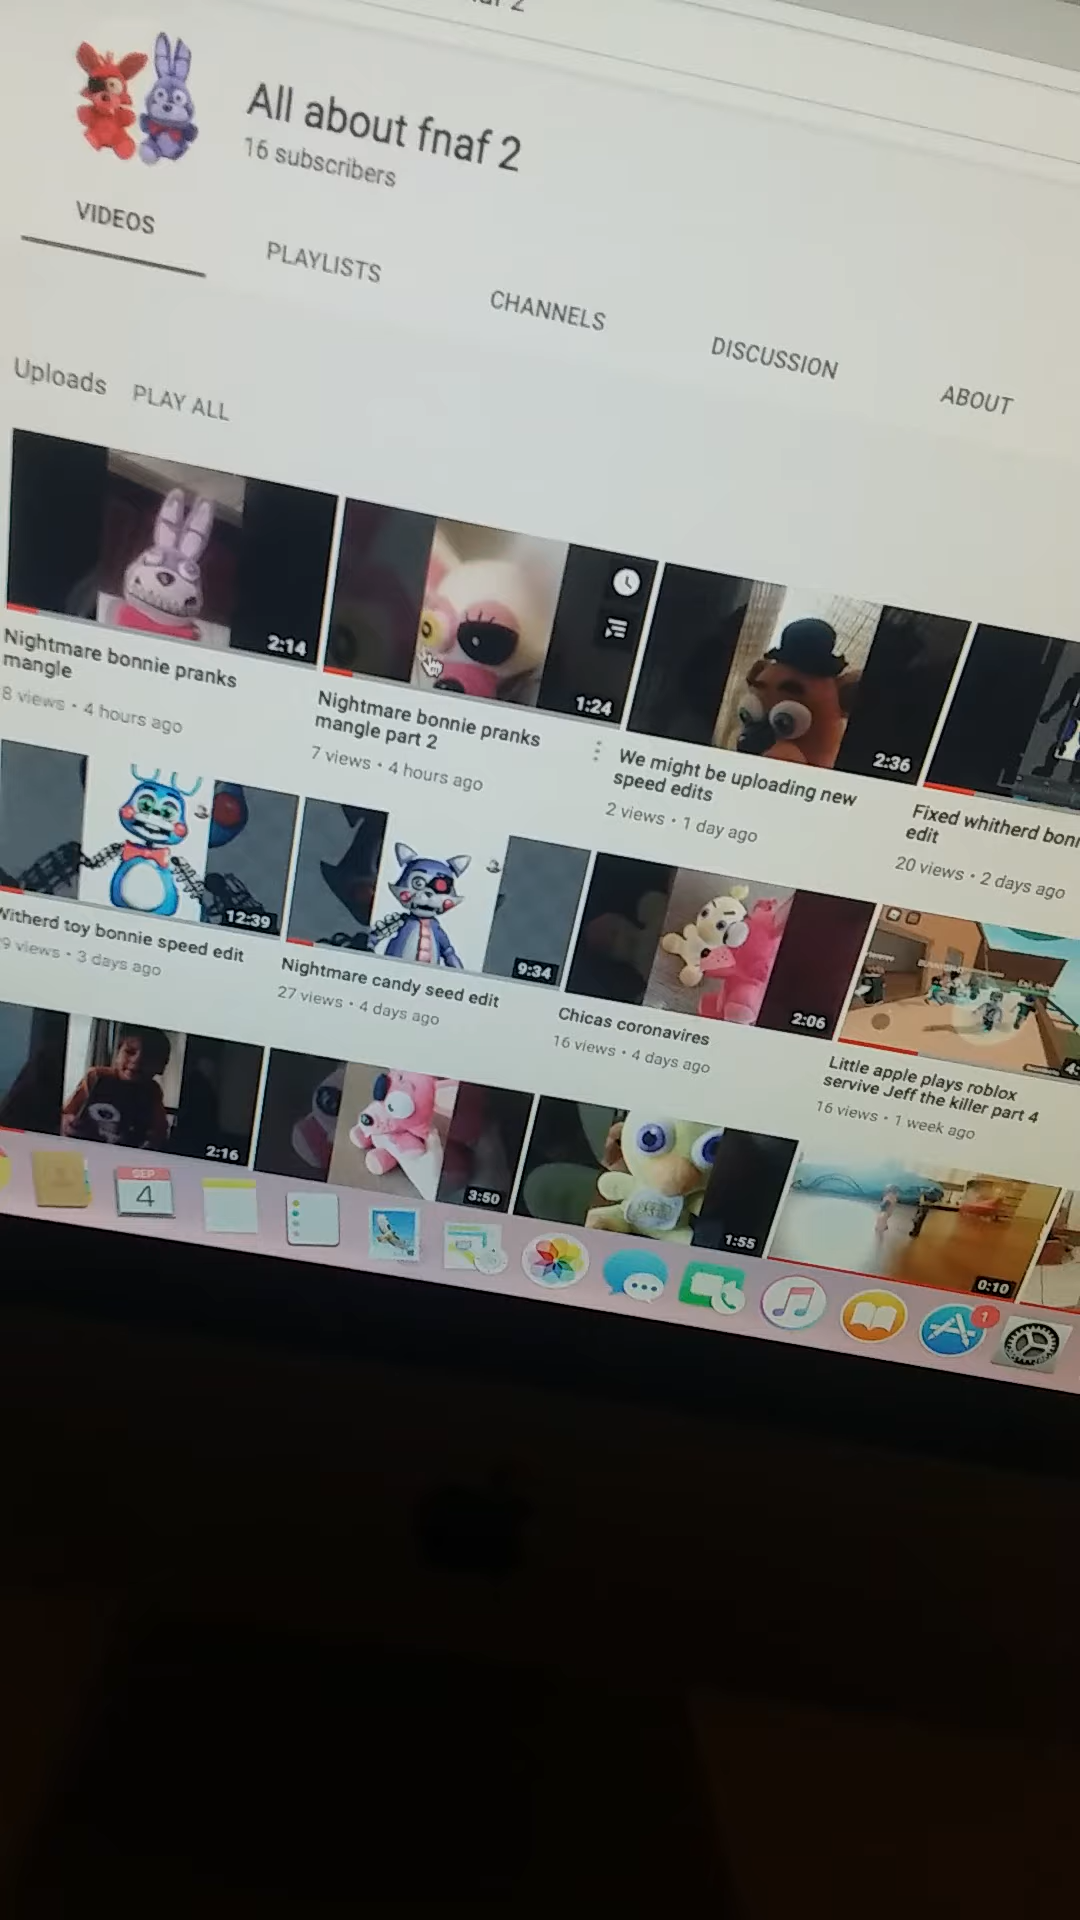 All about fnaf 2
16 subscribers
VIDEOS
PLAYLISTS
CHANNELS
DISCUSSION
ABOUT
Uploads PLAY ALL
2:14
Nightmare bonnie pranks
mangle
8 views • 4 hours ago
1:24
Nightmare bonnie pranks
mangle part 2
7 views • 4 hours ago
2:36
We might be uploading new
speed edits
2 views • 1 day ago
Fixed whitherd bonn
edit
20 views • 2 days ago
12:39
Witherd toy bonnie speed edit
9 views • 3 days ago
9:34
Nightmare candy seed edit
27 views • 4 days ago
2:06
Chicas coronavires
16 views • 4 days ago
Little apple plays roblox
servive Jeff the killer part 4
16 views • 1 week ago
2:16
3:50
1:55
0:10
SEP
4
1